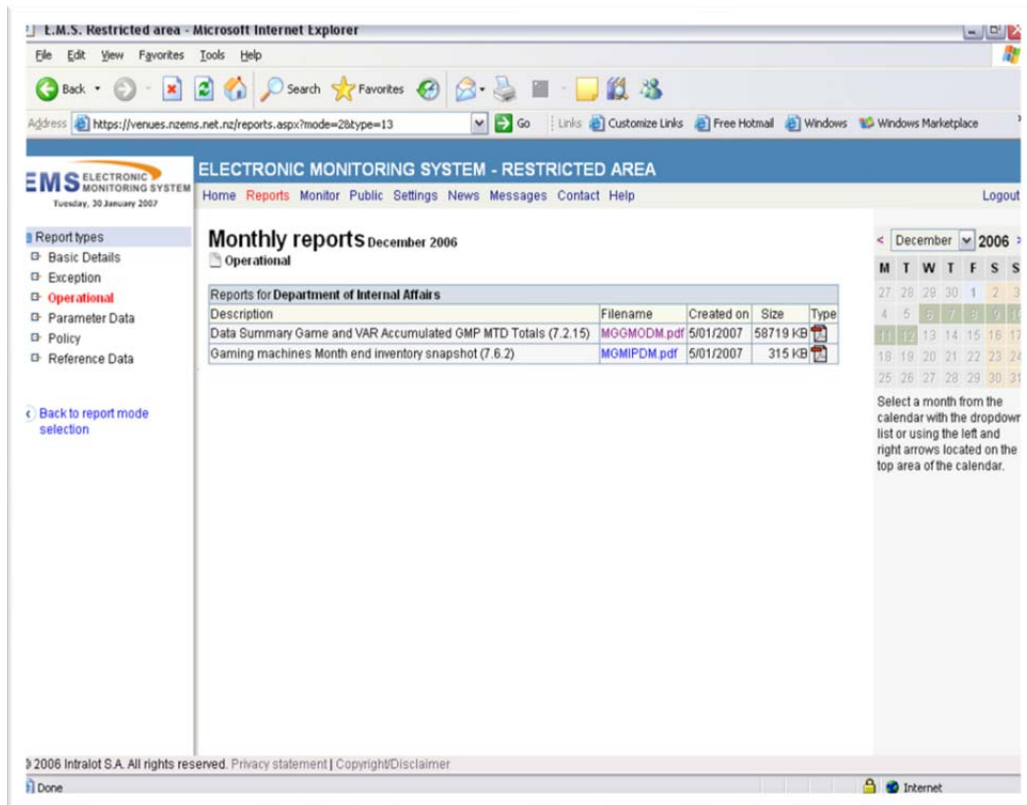 E.M.S. Restricted area - Microsoft Internet Explorer
File Edit View Favorites Tools Help
Back Search Favorites
Address https://venues.nzems.net.nz/reports.aspx?mode=2&type=13 Go Links Customize Links Free Hotmail Windows Windows Marketplace
EMS ELECTRONIC MONITORING SYSTEM
Tuesday, 30 January 2007
ELECTRONIC MONITORING SYSTEM - RESTRICTED AREA
Home Reports Monitor Public Settings News Messages Contact Help Logout
Report types
Basic Details
Exception
Operational
Parameter Data
Policy
Reference Data
Back to report mode
selection
Monthly reports December 2006
Operational
Reports for Department of Internal Affairs
Description Filename Created on Size Type
Data Summary Game and VAR Accumulated GMP MTD Totals (7.2.15) MGGMODM.pdf 5/01/2007 58719 KB
Gaming machines Month end inventory snapshot (7.6.2) MGMIPDM.pdf 5/01/2007 315 KB
< December 2006 >
M T W T F S S
27 28 29 30 1 2 3
4 5 6 7 8 9 10
11 12 13 14 15 16 17
18 19 20 21 22 23 24
25 26 27 28 29 30 31
Select a month from the
calendar with the dropdown
list or using the left and
right arrows located on the
top area of the calendar.
© 2006 Intralot S.A. All rights reserved. Privacy statement | Copyright/Disclaimer
Done Internet